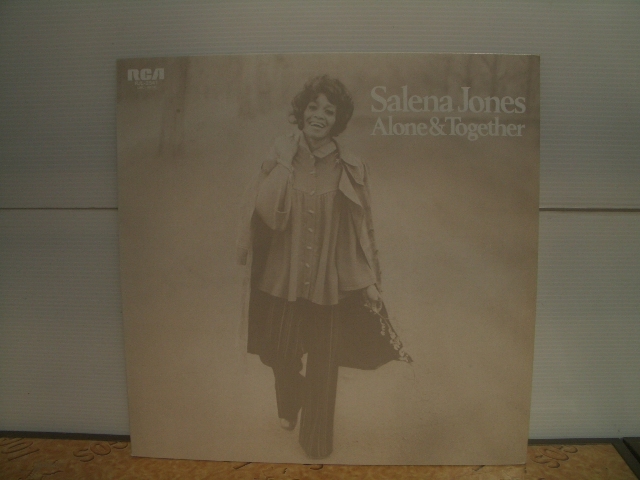 RCA
Salena Jones
Alone & Together